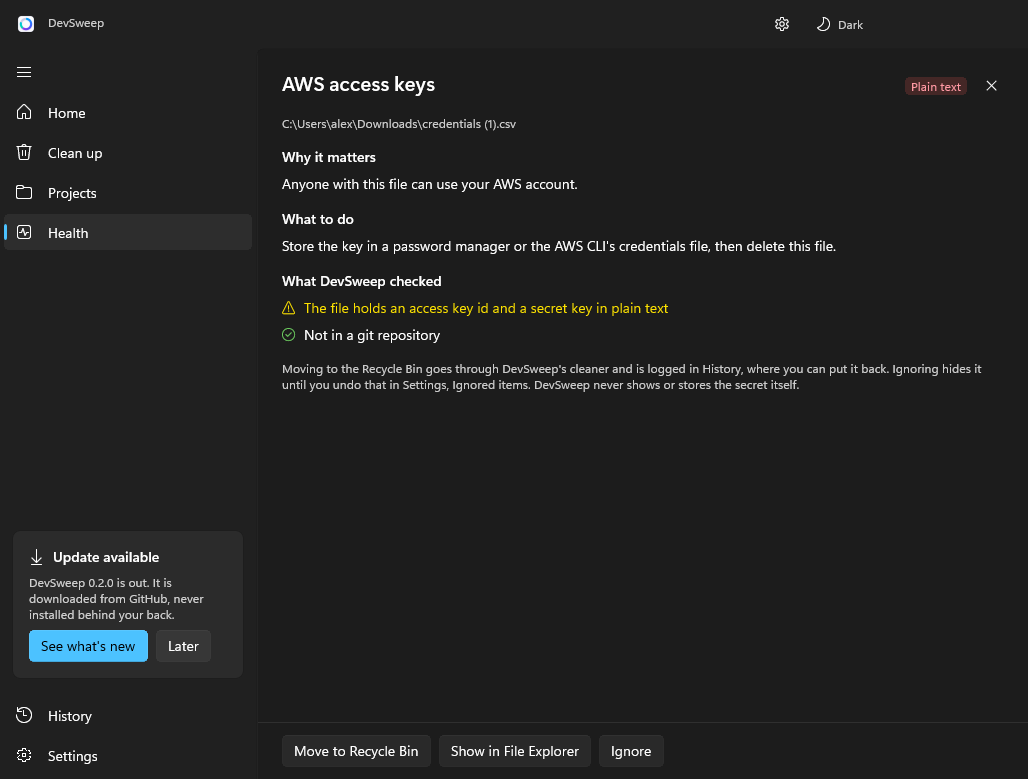 DevSweep
Dark
Home
Clean up
Projects
Health
AWS access keys
Plain text
C:\Users\alex\Downloads\credentials (1).csv
Why it matters
Anyone with this file can use your AWS account.
What to do
Store the key in a password manager or the AWS CLI's credentials file, then delete this file.
What DevSweep checked
The file holds an access key id and a secret key in plain text
Not in a git repository
Moving to the Recycle Bin goes through DevSweep's cleaner and is logged in History, where you can put it back. Ignoring hides it
until you undo that in Settings, Ignored items. DevSweep never shows or stores the secret itself.
Update available
DevSweep 0.2.0 is out. It is
downloaded from GitHub, never
installed behind your back.
See what's new
Later
History
Settings
Move to Recycle Bin
Show in File Explorer
Ignore